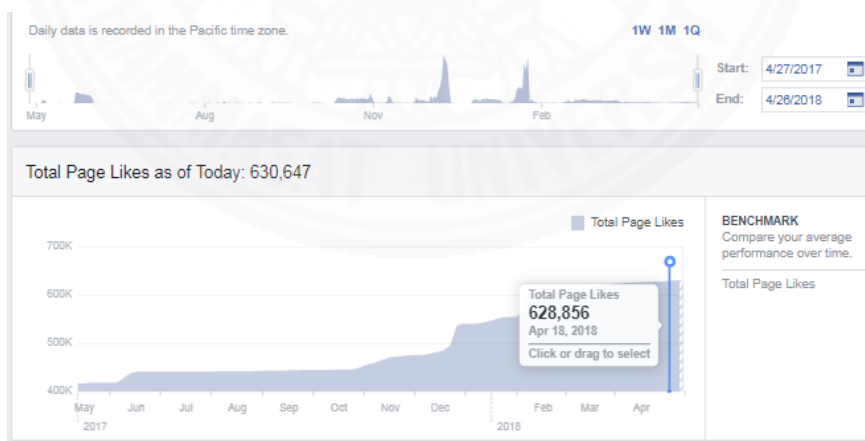 Daily data is recorded in the Pacific time zone.
1W 1M 1Q
Start: 4/27/2017
End: 4/26/2018
May Aug Nov Feb
Total Page Likes as of Today: 630,647
Total Page Likes
BENCHMARK
Compare your average
performance over time.
Total Page Likes
700K
600K
500K
400K
Total Page Likes
628,856
Apr 18, 2018
Click or drag to select
May Jun Jul Aug Sep Oct Nov Dec Feb Mar Apr
2017 2018